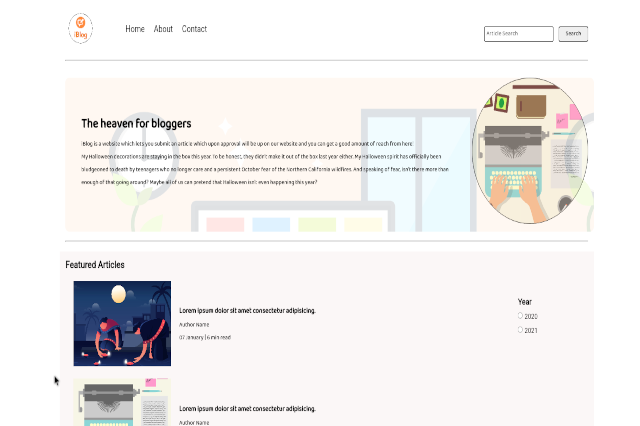 iBlog
Home About Contact
Article Search
Search
The heaven for bloggers
iBlog is a website which lets you submit an article which upon approval will be up on our website and you can get a good amount of reach from here:
My Halloween decorations are staying in the box this year. To be honest, they didn't make it out of the box last year either. My Halloween spirit has officially been
bludgeoned to death by teenagers who no longer care and a persistent October fear of the Northern California wildfires. And speaking of fear, isn't there more than
enough of that going around? Maybe all of us can pretend that Halloween isn't even happening this year?
Featured Articles
Lorem ipsum dolor sit amet consectetur adipisicing.
Author Name
07 January | 6 min read
Year
2020
2021
Lorem ipsum dolor sit amet consectetur adipisicing.
Author Name